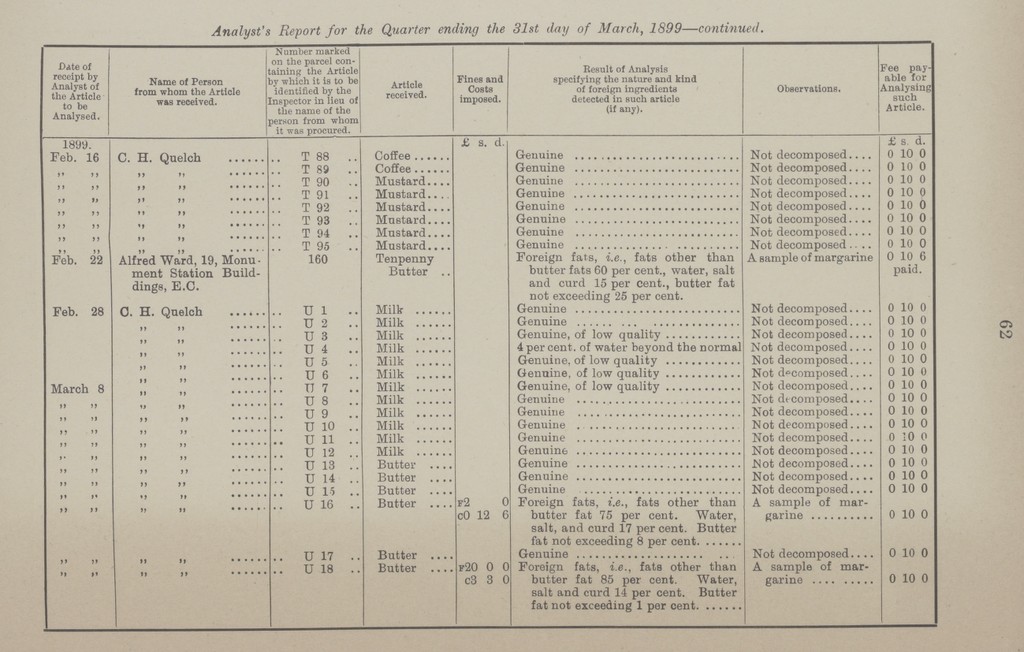 Analyst's Report for the Quarter ending the 31st day of March, 1899—continued.
Date of receipt by Analyst of the Article to be Analysed. | Name of Person from whom the Article was received. | Number marked on the parcel containing the Article by which it is to be identified by the Inspector in lieu of the name of the person from whom it was procured. | Article received. | Fines and Costs imposed. | Result of Analysis specifying the nature and kind of foreign ingredients detected in such article (if any). | Observations. | Fee payable for Analysing such Article.
1899. £ s. d. £ s. d.
Feb. 16 C. H. Quelch ...... .. T 88 .. Coffee ...... Genuine ...... Not decomposed.... 0 10 0
,, ,, ,, ,, ...... .. T 89 .. Coffee ...... Genuine ...... Not decomposed.... 0 10 0
,, ,, ,, ,, ...... .. T 90 .. Mustard.... Genuine ...... Not decomposed.... 0 10 0
,, ,, ,, ,, ...... .. T 91 .. Mustard.... Genuine ...... Not decomposed.... 0 10 0
,, ,, ,, ,, ...... .. T 92 .. Mustard.... Genuine ...... Not decomposed.... 0 10 0
,, ,, ,, ,, ...... .. T 93 .. Mustard.... Genuine ...... Not decomposed.... 0 10 0
,, ,, ,, ,, ...... .. T 94 .. Mustard.... Genuine ...... Not decomposed.... 0 10 0
,, ,, ,, ,, ...... .. T 95 .. Mustard.... Genuine ...... Not decomposed.... 0 10 0
Feb. 22 Alfred Ward, 19, Monu- 160 Tenpenny Foreign fats, i.e., fats other than A sample of margarine 0 10 6
ment Station Build- Butter .. butter fats 60 per cent., water, salt paid.
dings, E.C. and curd 15 per cent., butter fat
not exceeding 25 per cent.
Feb. 28 C. H. Quelch ...... .. U 1 .. Milk ...... Genuine ...... Not decomposed.... 0 10 0
,, ,, ...... .. U 2 .. Milk ...... Genuine ...... Not decomposed.... 0 10 0
,, ,, ...... .. U 3 .. Milk ...... Genuine, of low quality ...... Not decomposed.... 0 10 0
,, ,, ...... .. U 4 .. Milk ...... 4 per cent. of water beyond the normal Not decomposed.... 0 10 0
,, ,, ...... .. U 5 .. Milk ...... Genuine, of low quality ...... Not decomposed.... 0 10 0
,, ,, ...... .. U 6 .. Milk ...... Genuine, of low quality ...... Not decomposed.... 0 10 0
March 8 ,, ,, ...... .. U 7 .. Milk ...... Genuine, of low quality ...... Not decomposed.... 0 10 0
,, ,, ,, ,, ...... .. U 8 .. Milk ...... Genuine ...... Not decomposed.... 0 10 0
,, ,, ,, ,, ...... .. U 9 .. Milk ...... Genuine ...... Not decomposed.... 0 10 0
,, ,, ,, ,, ...... .. U 10 .. Milk ...... Genuine ...... Not decomposed.... 0 10 0
,, ,, ,, ,, ...... .. U 11 .. Milk ...... Genuine ...... Not decomposed.... 0 10 0
,, ,, ,, ,, ...... .. U 12 .. Milk ...... Genuine ...... Not decomposed.... 0 10 0
,, ,, ,, ,, ...... .. U 13 .. Butter .... Genuine ...... Not decomposed.... 0 10 0
,, ,, ,, ,, ...... .. U 14 .. Butter .... Genuine ...... Not decomposed.... 0 10 0
,, ,, ,, ,, ...... .. U 15 .. Butter .... Genuine ...... Not decomposed.... 0 10 0
,, ,, ,, ,, ...... .. U 16 .. Butter .... F2 0 Foreign fats, i.e., fats other than A sample of mar-
c0 12 6 butter fat 75 per cent. Water, garine .......... 0 10 0
salt, and curd 17 per cent. Butter
fat not exceeding 8 per cent. ......
,, ,, ,, ,, ...... .. U 17 .. Butter .... Genuine ...... Not decomposed.... 0 10 0
,, ,, ,, ,, ...... .. U 18 .. Butter .... F20 0 0 Foreign fats, i.e., fats other than A sample of mar-
c3 3 0 butter fat 85 per cent. Water, garine .... ..... 0 10 0
salt and curd 14 per cent. Butter
fat not exceeding 1 per cent. ......
62